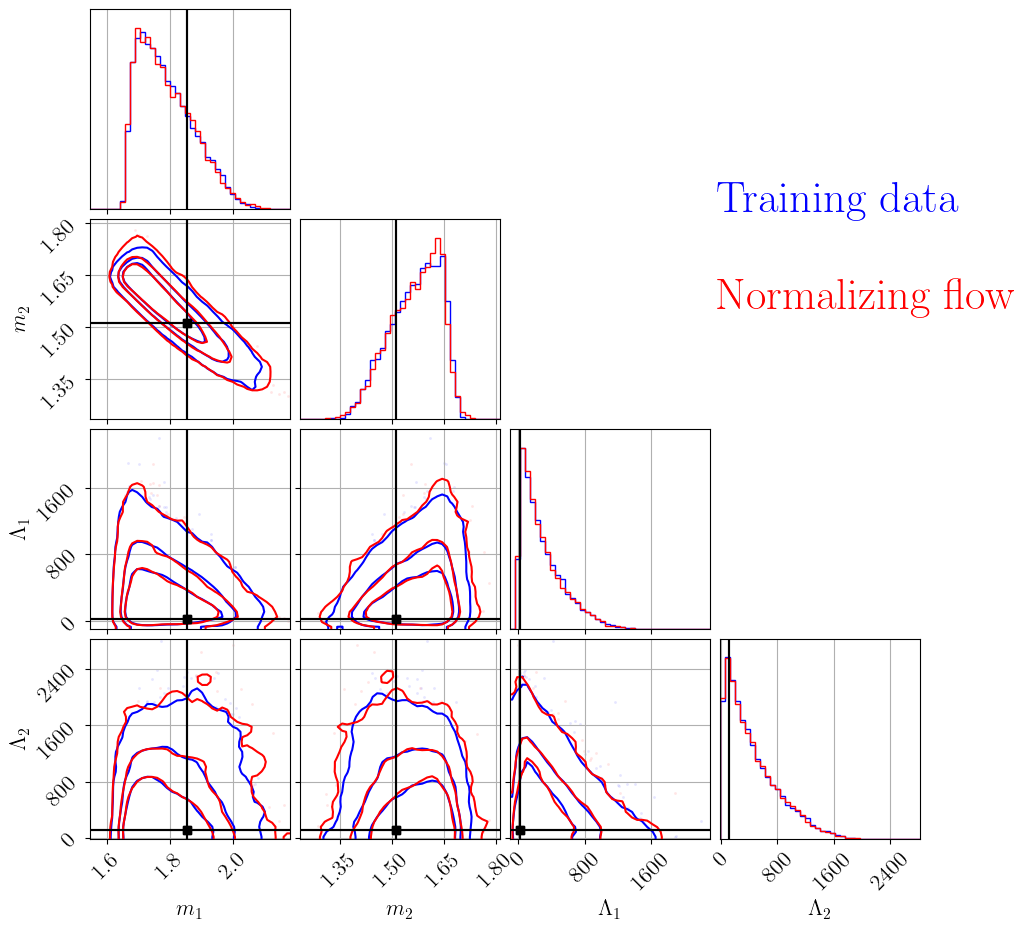 Training data
1.80
1.65
1.50
1.35
m₂
Normalizing flow
1600
800
0
Λ₁
2400
1600
800
0
Λ₂
1.6 1.8 2.0
1.35 1.50 1.65 1.80
0 800 1600
0 800 1600 2400
m₁ m₂ Λ₁ Λ₂